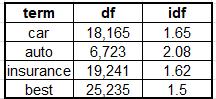 term df idf
car 18,165 1.65
auto 6,723 2.08
insurance 19,241 1.62
best 25,235 1.5